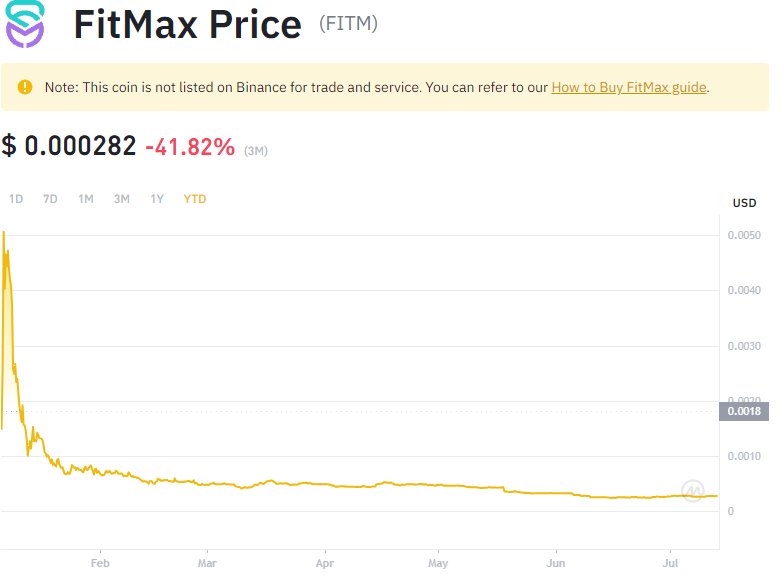 FitMax Price (FITM)
Note: This coin is not listed on Binance for trade and service. You can refer to our How to Buy FitMax guide.
$ 0.000282 -41.82% (3M)
1D 7D 1M 3M 1Y YTD
USD
0.0050
0.0040
0.0030
0.0020
0.0018
0.0010
0
Feb Mar Apr May Jun Jul